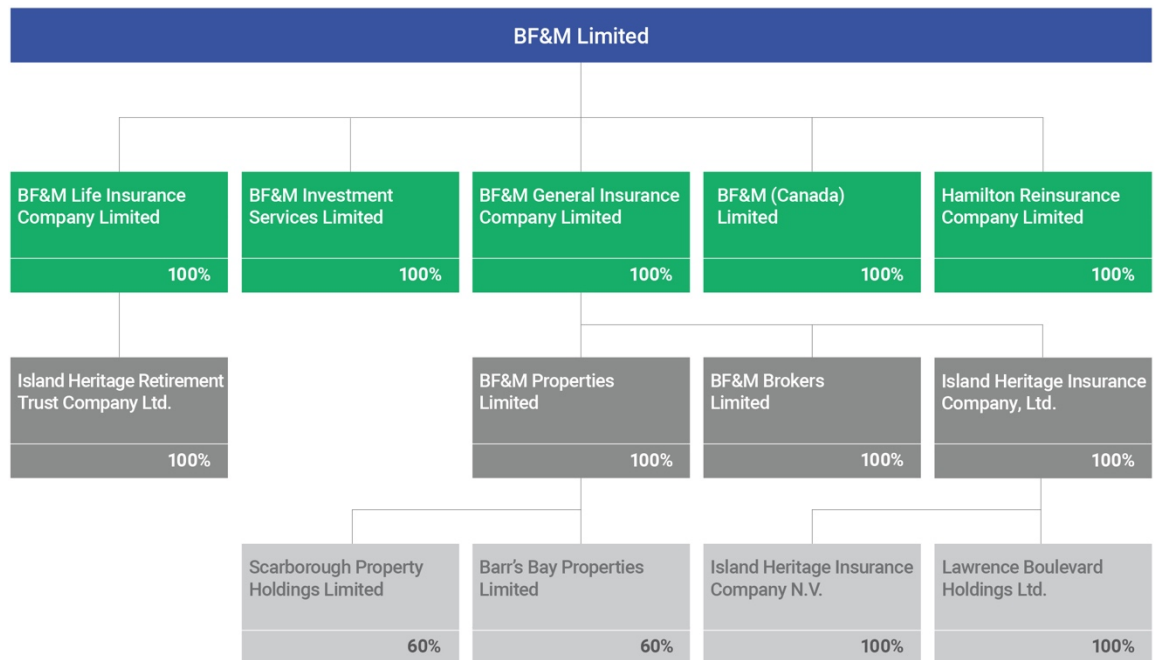 BF&M Limited
BF&M Life Insurance
Company Limited
100%
BF&M Investment
Services Limited
100%
BF&M General Insurance
Company Limited
100%
BF&M (Canada)
Limited
100%
Hamilton Reinsurance
Company Limited
100%
Island Heritage Retirement
Trust Company Ltd.
100%
BF&M Properties
Limited
100%
BF&M Brokers
Limited
100%
Island Heritage Insurance
Company, Ltd.
100%
Scarborough Property
Holdings Limited
60%
Barr’s Bay Properties
Limited
60%
Island Heritage Insurance
Company N.V.
100%
Lawrence Boulevard
Holdings Ltd.
100%